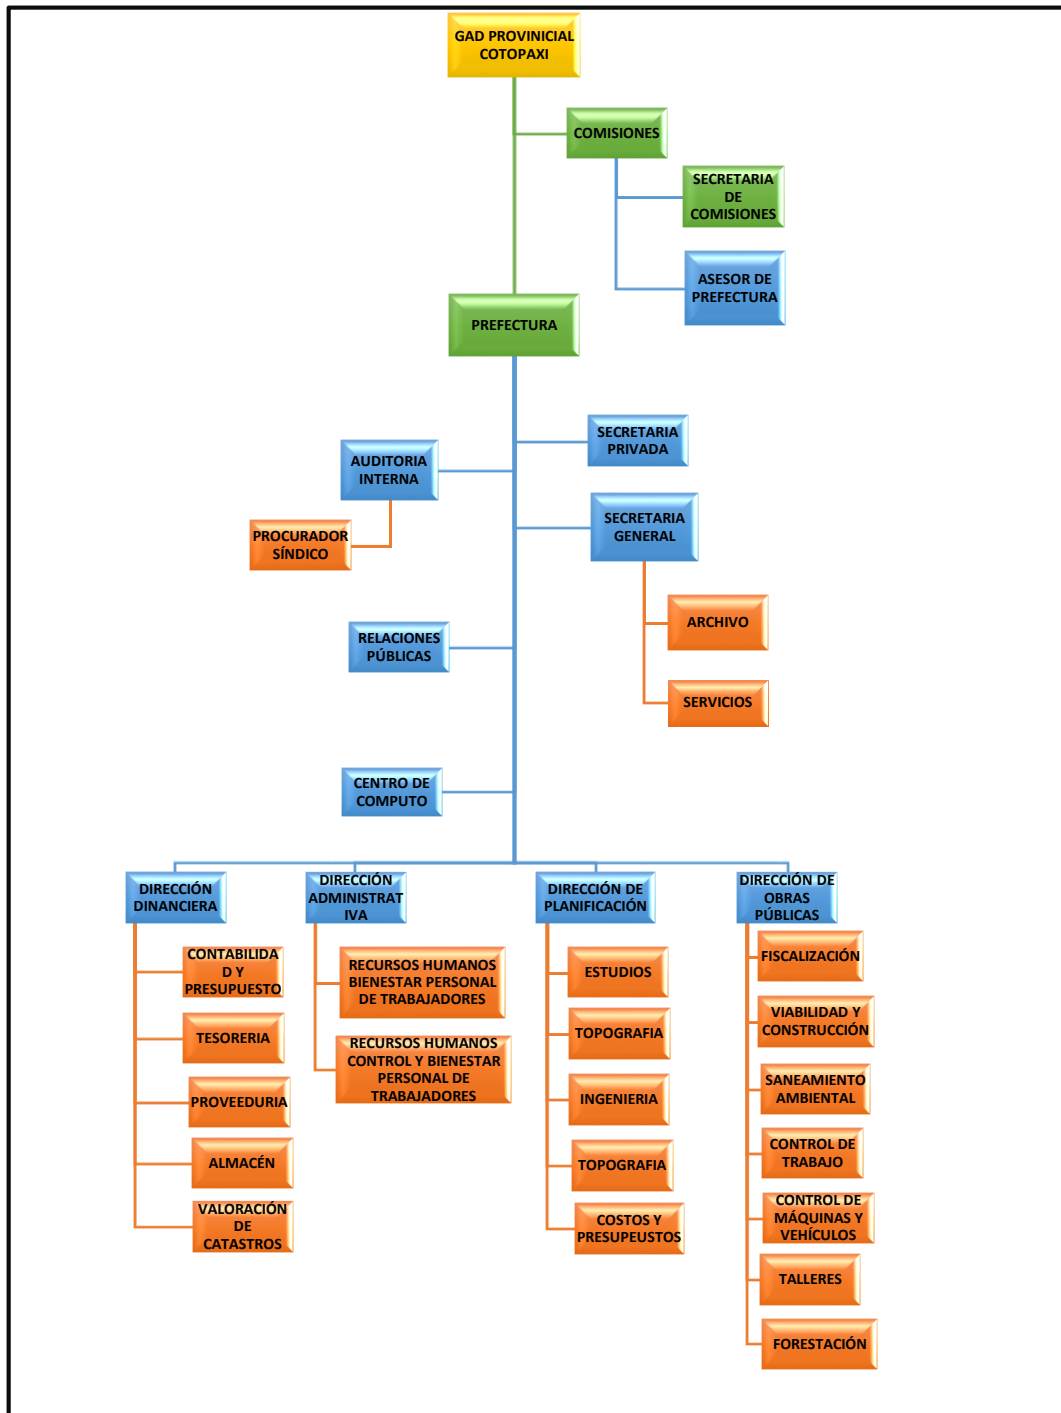 GAD PROVINICIAL
COTOPAXI
COMISIONES
SECRETARIA
DE
COMISIONES
ASESOR DE
PREFECTURA
PREFECTURA
SECRETARIA
PRIVADA
AUDITORIA
INTERNA
SECRETARIA
GENERAL
PROCURADOR
SÍNDICO
ARCHIVO
RELACIONES
PÚBLICAS
SERVICIOS
CENTRO DE
COMPUTO
DIRECCIÓN
DINANCIERA
CONTABILIDA
D Y
PRESUPUESTO
TESORERIA
PROVEEDURIA
ALMACÉN
VALORACIÓN
DE
CATASTROS
DIRECCIÓN
ADMINISTRAT
IVA
RECURSOS HUMANOS
BIENESTAR PERSONAL
DE TRABAJADORES
RECURSOS HUMANOS
CONTROL Y BIENESTAR
PERSONAL DE
TRABAJADORES
DIRECCIÓN DE
PLANIFICACIÓN
ESTUDIOS
TOPOGRAFIA
INGENIERIA
TOPOGRAFIA
COSTOS Y
PRESUPEUSTOS
DIRECCIÓN DE
OBRAS
PÚBLICAS
FISCALIZACIÓN
VIABILIDAD Y
CONSTRUCCIÓN
SANEAMIENTO
AMBIENTAL
CONTROL DE
TRABAJO
CONTROL DE
MÁQUINAS Y
VEHÍCULOS
TALLERES
FORESTACIÓN